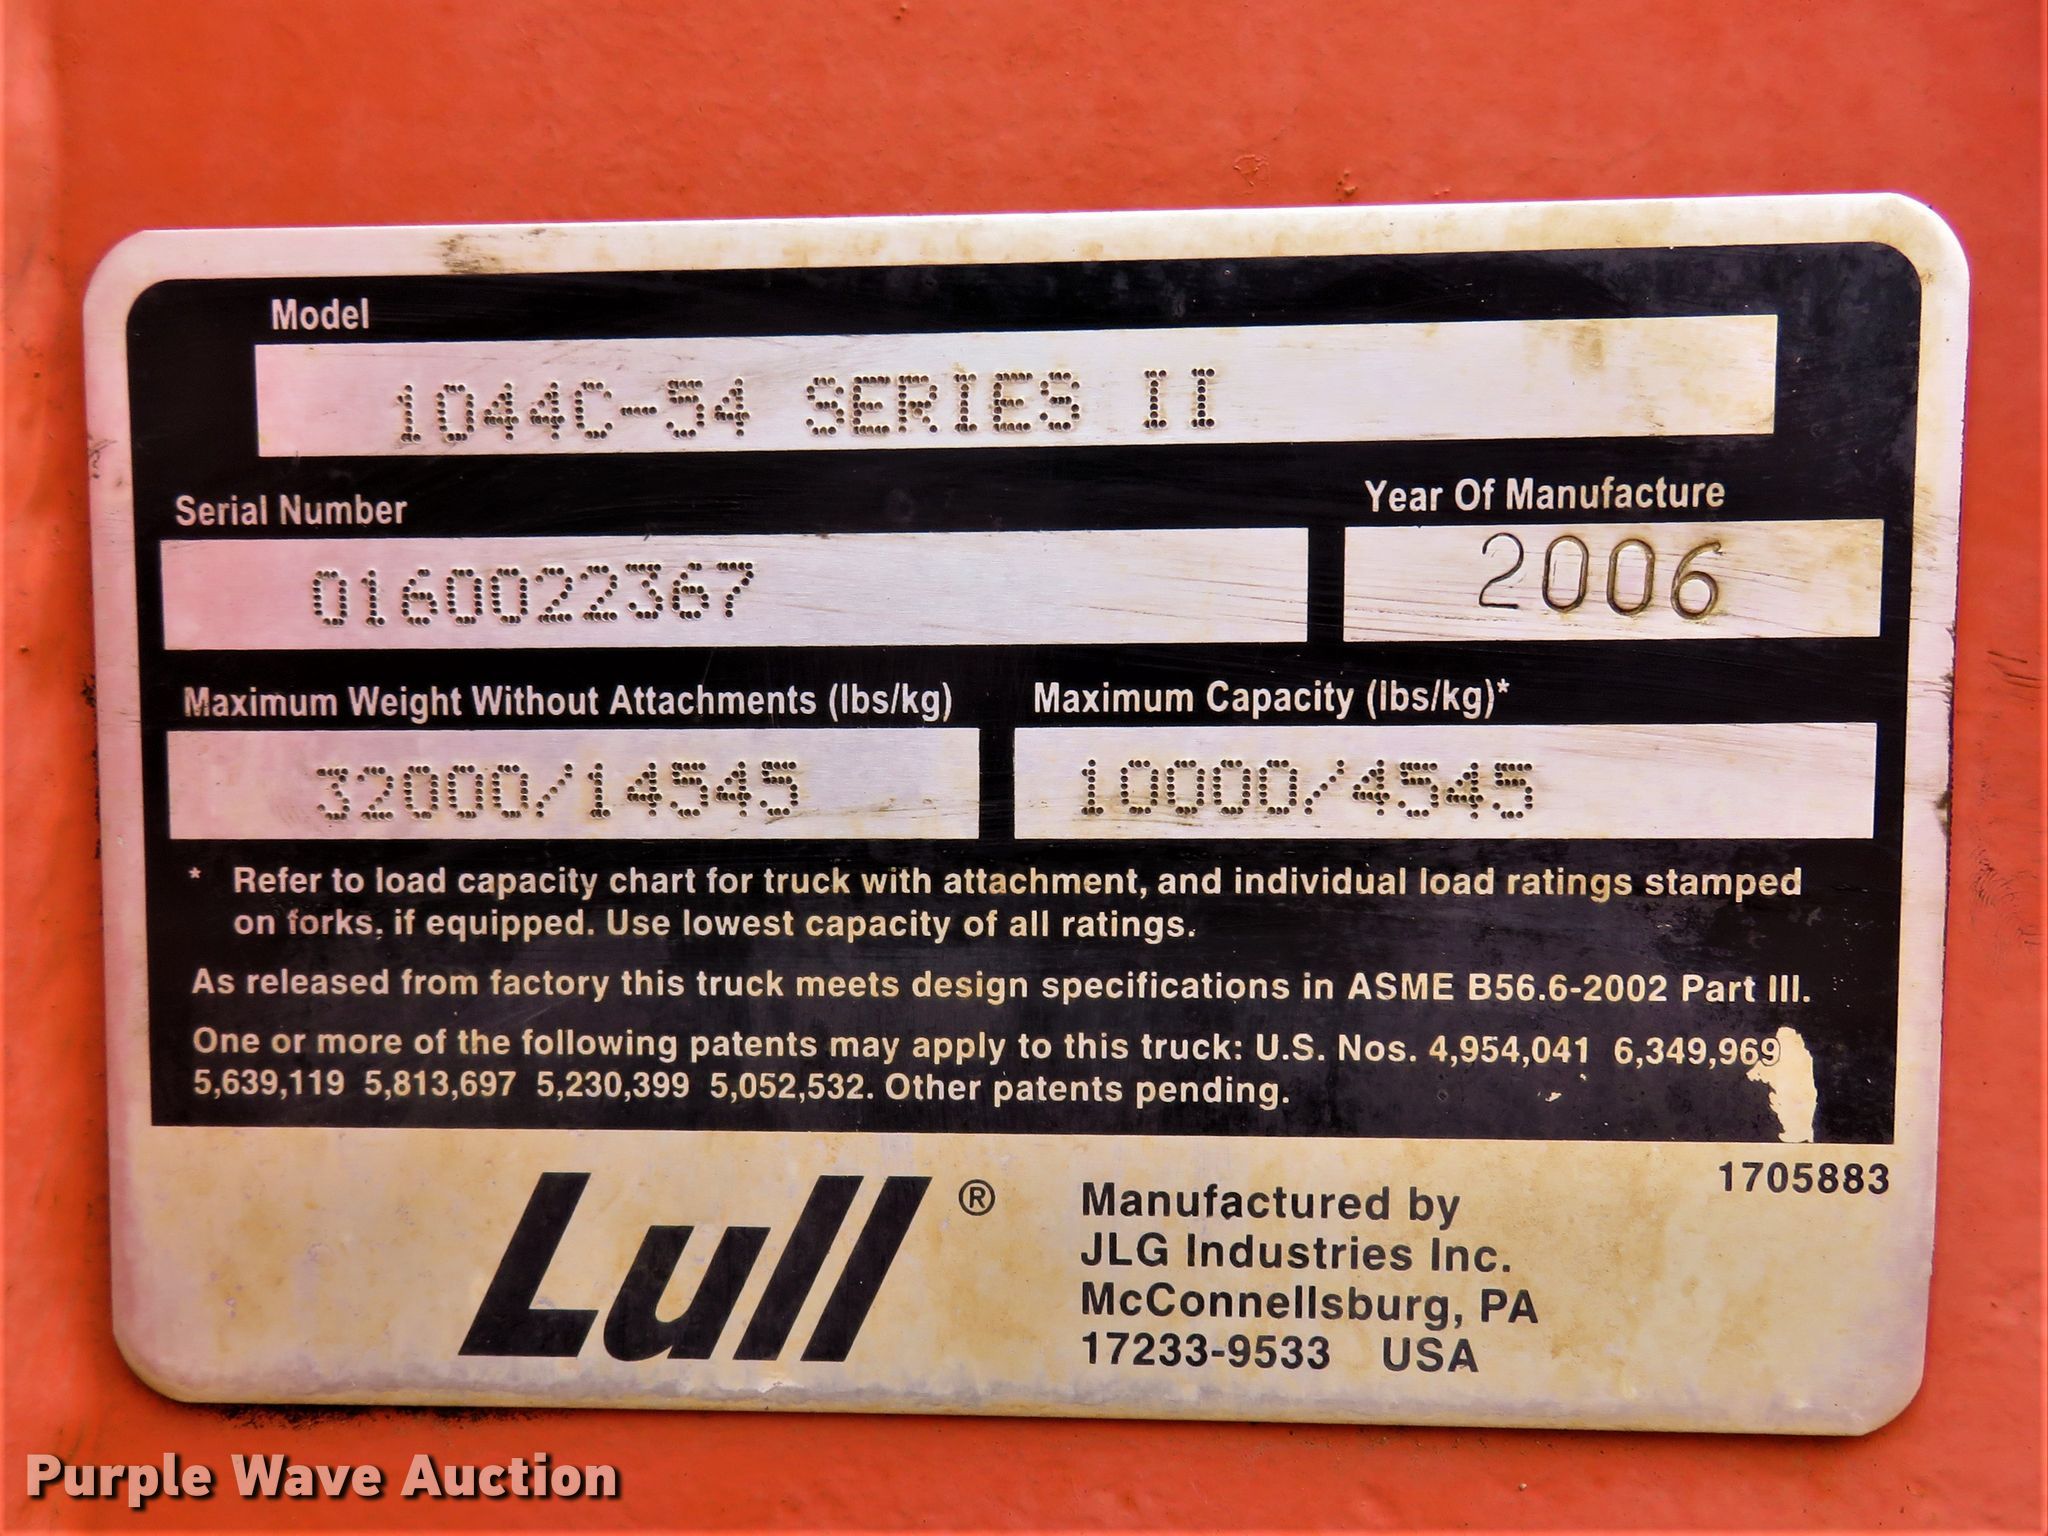 Model
1044C-54 SERIES II
Serial Number
Year Of Manufacture
0160022367
2006
Maximum Weight Without Attachments (lbs/kg)
Maximum Capacity (lbs/kg)*
32000/14545
10000/4545
* Refer to load capacity chart for truck with attachment, and individual load ratings stamped
on forks, if equipped. Use lowest capacity of all ratings.
As released from factory this truck meets design specifications in ASME B56.6-2002 Part III.
One or more of the following patents may apply to this truck: U.S. Nos. 4,954,041 6,349,969
5,639,119 5,813,697 5,230,399 5,052,532. Other patents pending.
1705883
Lull ®
Manufactured by
JLG Industries Inc.
McConnellsburg, PA
17233-9533 USA
Purple Wave Auction